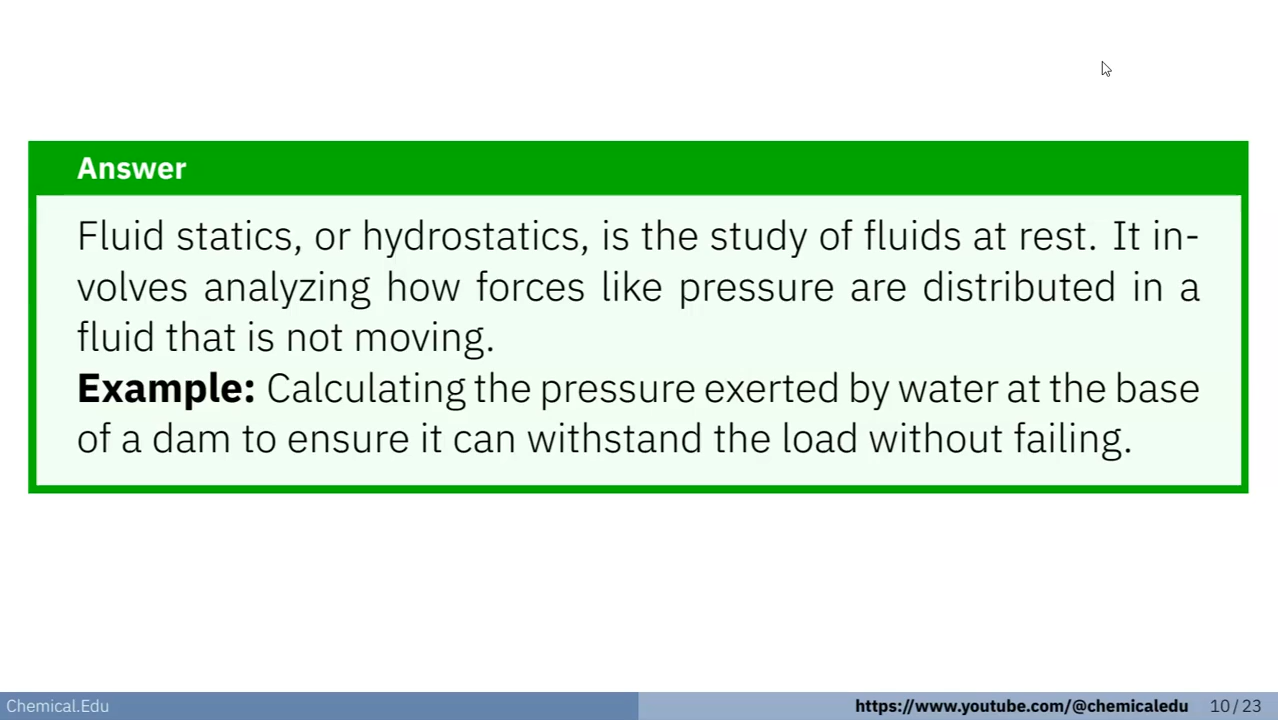 Answer
Fluid statics, or hydrostatics, is the study of fluids at rest. It in-
volves analyzing how forces like pressure are distributed in a
fluid that is not moving.
Example: Calculating the pressure exerted by water at the base
of a dam to ensure it can withstand the load without failing.
Chemical.Edu https://www.youtube.com/@chemicaledu 10 / 23